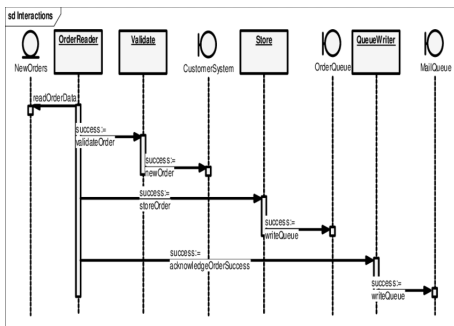 sd Interactions
NewOrders
OrderReader
Validate
CustomerSystem
Store
OrderQueue
QueueWriter
MailQueue
readOrderData
success:=
validateOrder
success:=
newOrder
success:=
storeOrder
success:=
writeQueue
success:=
acknowledgeOrderSuccess
success:=
writeQueue